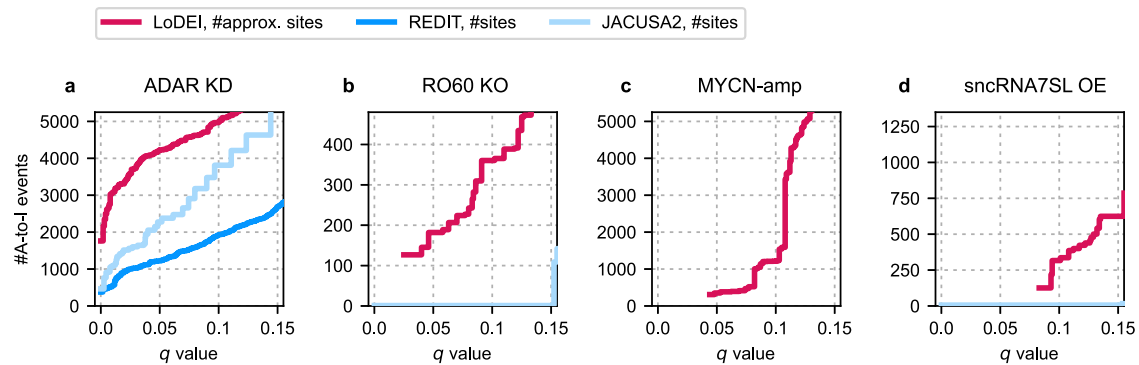 LoDEI, #approx. sites REDIT, #sites JACUSA2, #sites
a ADAR KD
b RO60 KO
c MYCN-amp
d sncRNA7SL OE
#A-to-I events
5000
4000
3000
2000
1000
0
0.0 0.05 0.1 0.15
q value
400
300
200
100
0
0.0 0.05 0.1 0.15
q value
5000
4000
3000
2000
1000
0
0.0 0.05 0.1 0.15
q value
1250
1000
750
500
250
0
0.0 0.05 0.1 0.15
q value